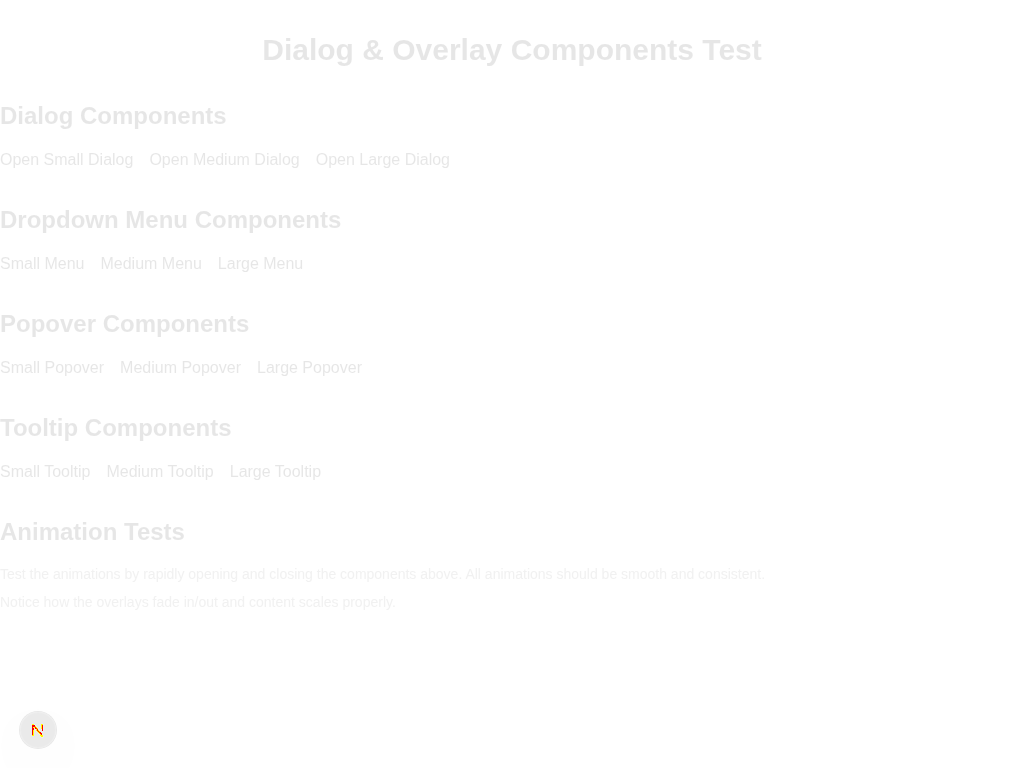 Dialog & Overlay Components Test
Dialog Components
Open Small Dialog Open Medium Dialog Open Large Dialog
Dropdown Menu Components
Small Menu Medium Menu Large Menu
Popover Components
Small Popover Medium Popover Large Popover
Tooltip Components
Small Tooltip Medium Tooltip Large Tooltip
Animation Tests
Test the animations by rapidly opening and closing the components above. All animations should be smooth and consistent.
Notice how the overlays fade in/out and content scales properly.
N